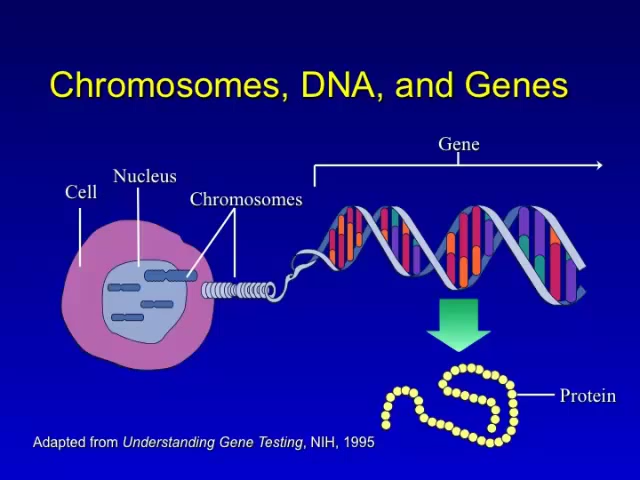 Chromosomes, DNA, and Genes
Gene
Nucleus
Cell
Chromosomes
Protein
Adapted from Understanding Gene Testing, NIH, 1995